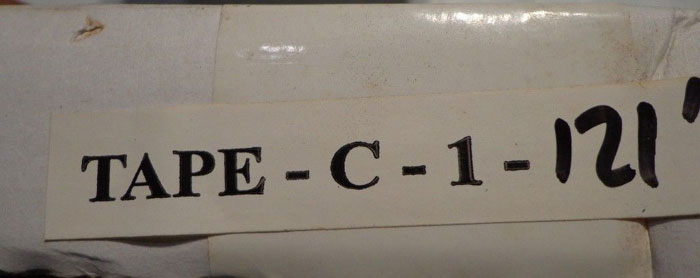 TAPE - C - 1 - 121'